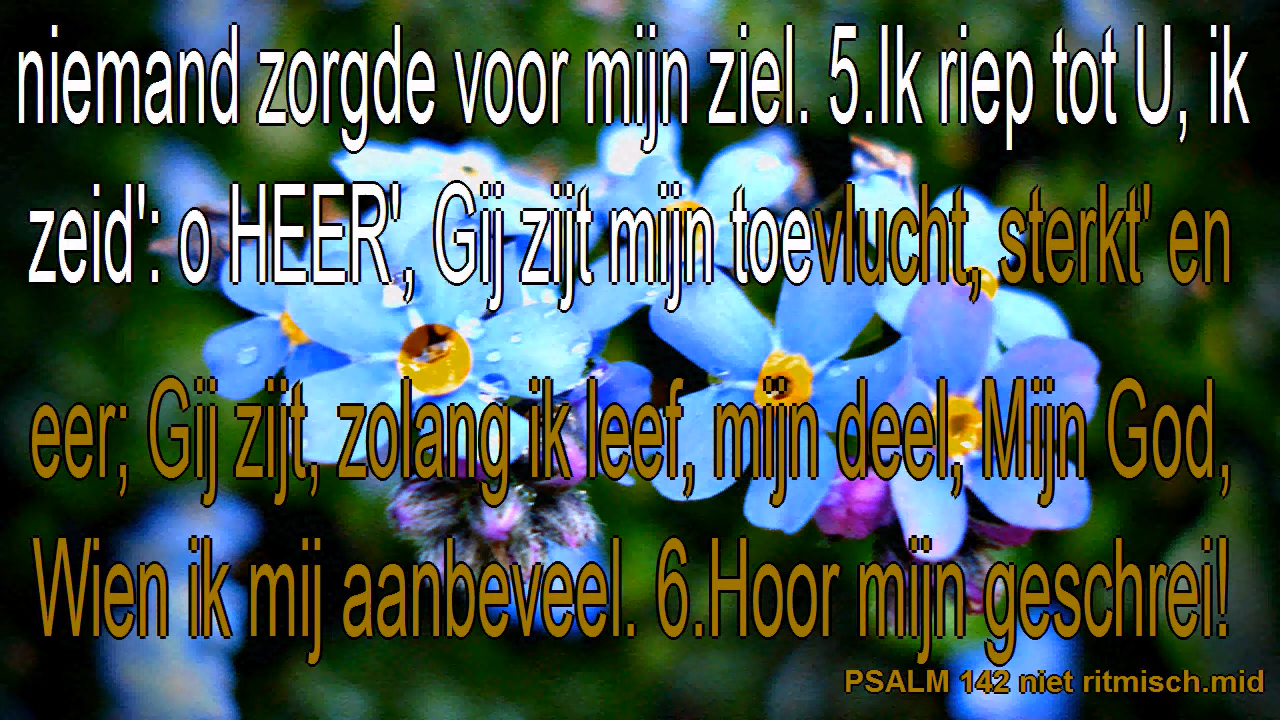 niemand zorgde voor mijn ziel. 5.Ik riep tot U, ik
zeid': o HEER', Gij zijt mijn toevlucht, sterkt' en
eer; Gij zijt, zolang ik leef, mijn deel, Mijn God,
Wien ik mij aanbeveel. 6.Hoor mijn geschrei!
PSALM 142 niet ritmisch.mid